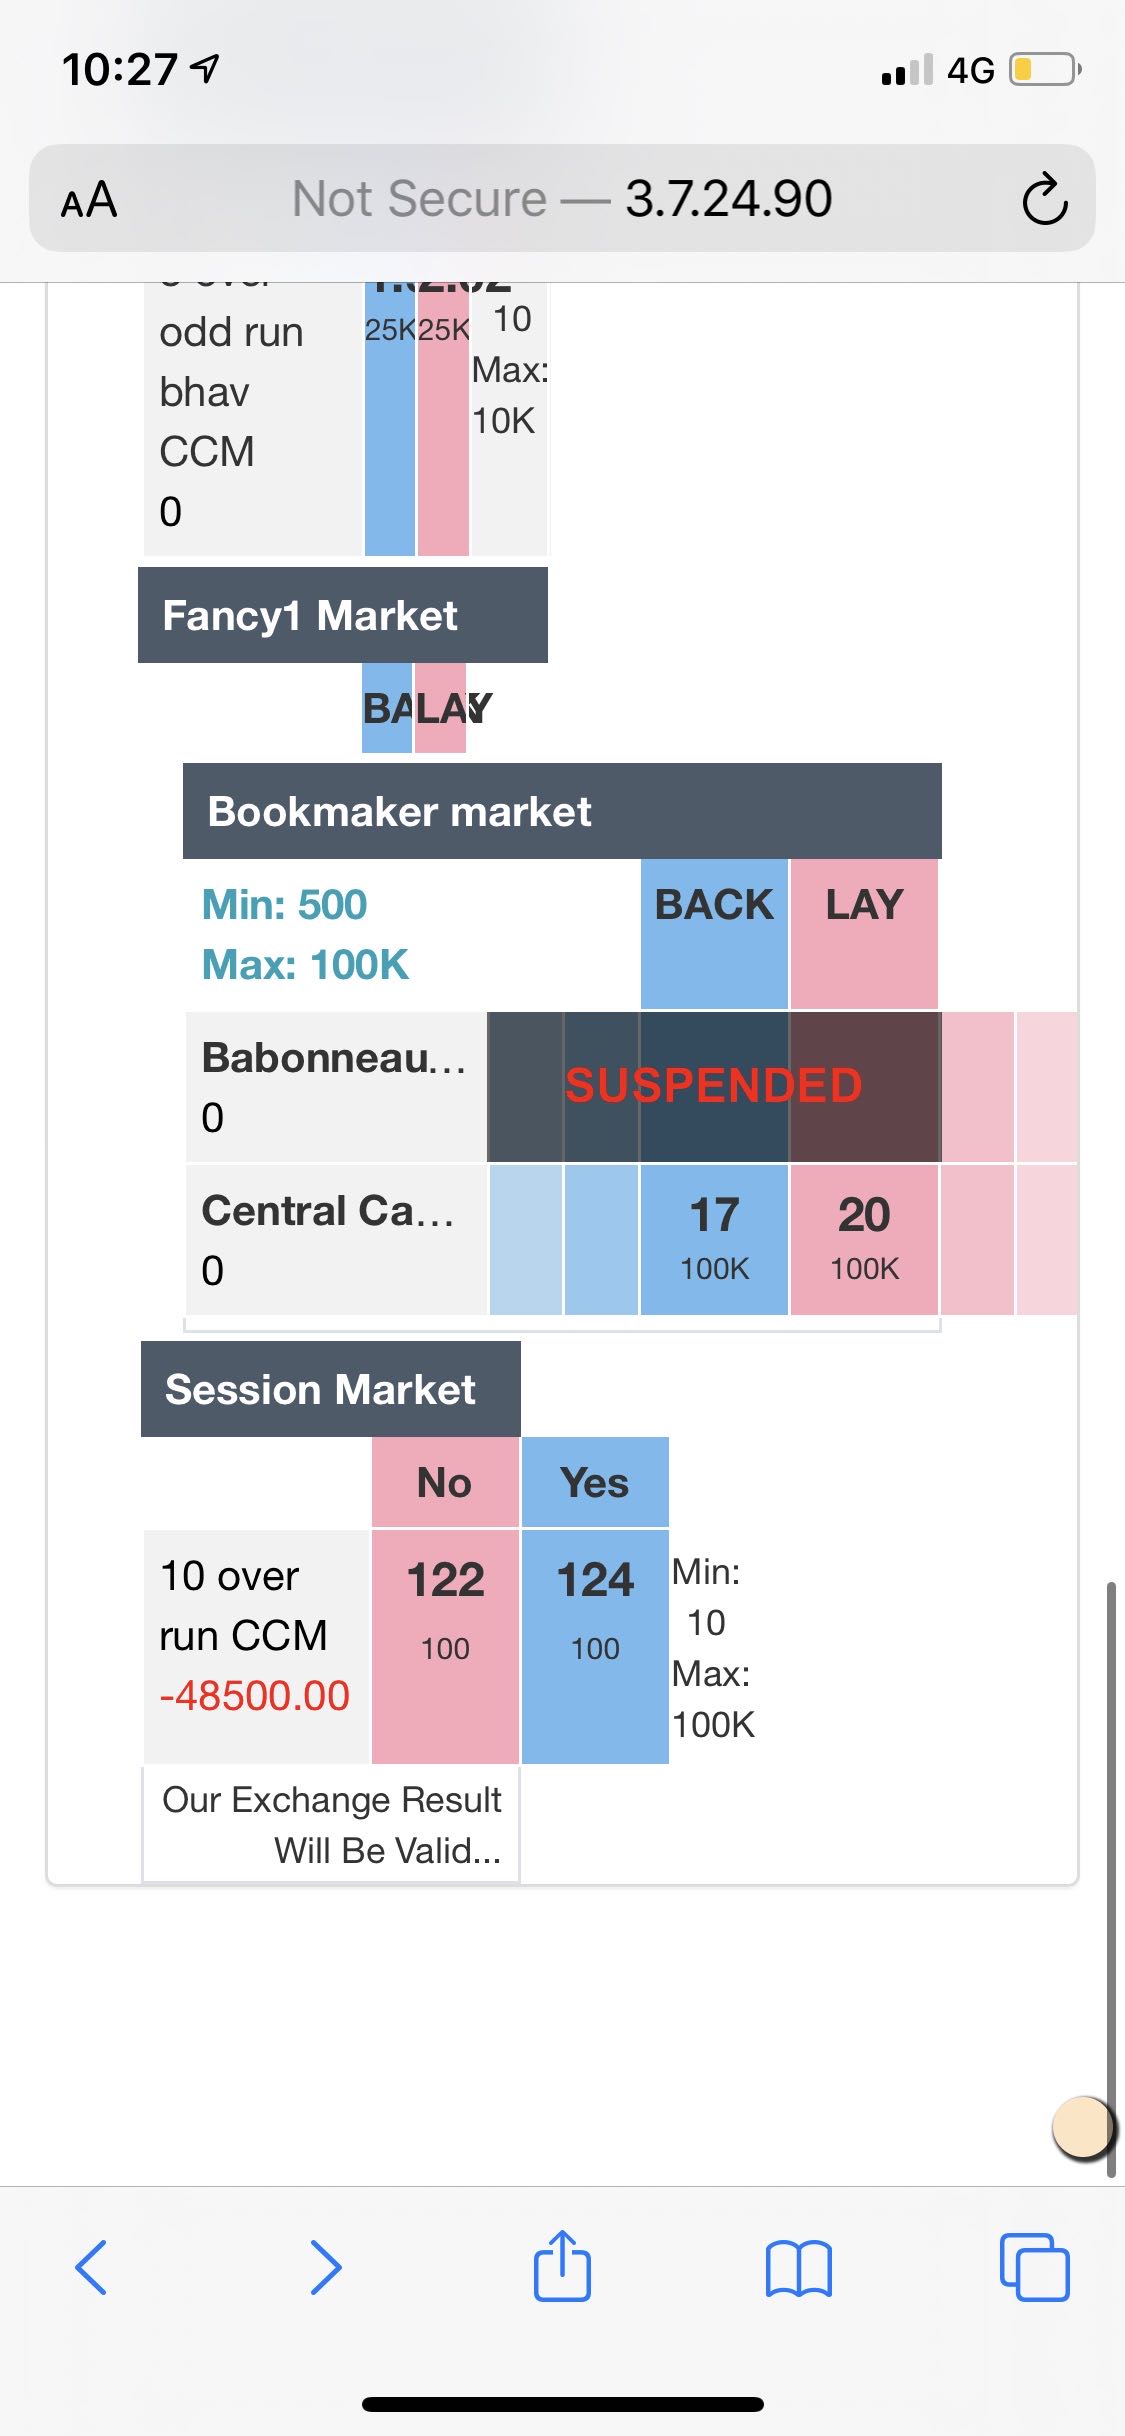 10:27
4G
AA
Not Secure — 3.7.24.90
odd run
bhav
CCM
0
25K
25K
10
Max:
10K
Fancy1 Market
LAY
Bookmaker market
Min: 500
Max: 100K
BACK
LAY
Babonneau...
0
SUSPENDED
Central Ca...
0
17
100K
20
100K
Session Market
No
Yes
10 over
run CCM
-48500.00
122
100
124
100
Min:
10
Max:
100K
Our Exchange Result
Will Be Valid...